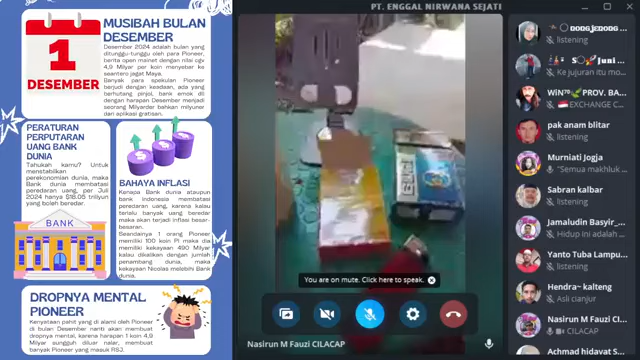 MUSIBAH BULAN
DESEMBER
1
DESEMBER
Desember 2024 adalah bulan yang
ditunggu-tunggu oleh para Pioneer,
berita open mainet dengan nilai cgv
4,9 Milyar per koin menyebar ke
seantero jagat Maya.
Banyak para spekulan Pioneer
berjudi dengan keadaan, ada yang
berhutang pinjol, bank emok dll
dengan harapan Desember menjadi
seorang Milyarder bahkan milyuner
dari aplikasi gratisan.
PERATURAN
PERPUTARAN
UANG BANK
DUNIA
Tahukah kamu? Untuk
menstabilkan
perekonomian dunia, maka
Bank dunia membatasi
peredaran uang, per Juli
2024 hanya $18.05 trilyun
yang boleh beredar.
BANK
BAHAYA INFLASI
Kenapa Bank dunia ataupun
bank indonesia membatasi
peredaran uang, karena kalau
terlalu banyak uang beredar
maka akan terjadi inflasi besar-
besaran.
Seandainya 1 orang Pioneer
memiliki 100 koin PI maka dia
memiliki kekayaan 490 Milyar
kalau dikalikan dengan jumlah
penambang dunia, maka
kekayaan Nicolas melebihi Bank
dunia.
DROPNYA MENTAL
PIONEER
Kenyataan pahit yang di alami oleh Pioneer
di bulan Desember nanti akan membuat
dropnya mental, karena harapan 1 koin 4,9
Milyar sungguh diluar nalar, membuat
banyak Pioneer yang masuk RSJ.
PT. ENGGAL NIRWANA SEJATI
You are on mute. Click here to speak.
Nasirun M Fauzi CILACAP
listening
Ke jujuran itu mo...
PROV. BA...
EXCHANGE C...
pak anam blitar
listening
Murniati Jogja
"Semua makhluk...
Sabran kalbar
listening
Jamaludin Basyir_...
Hidup ini adalah ...
Yanto Tuba Lampu...
listening
Hendra~ kalteng
Asli cianjur
Nasirun M Fauzi CI...
CILACAP
Achmad hidavat S...